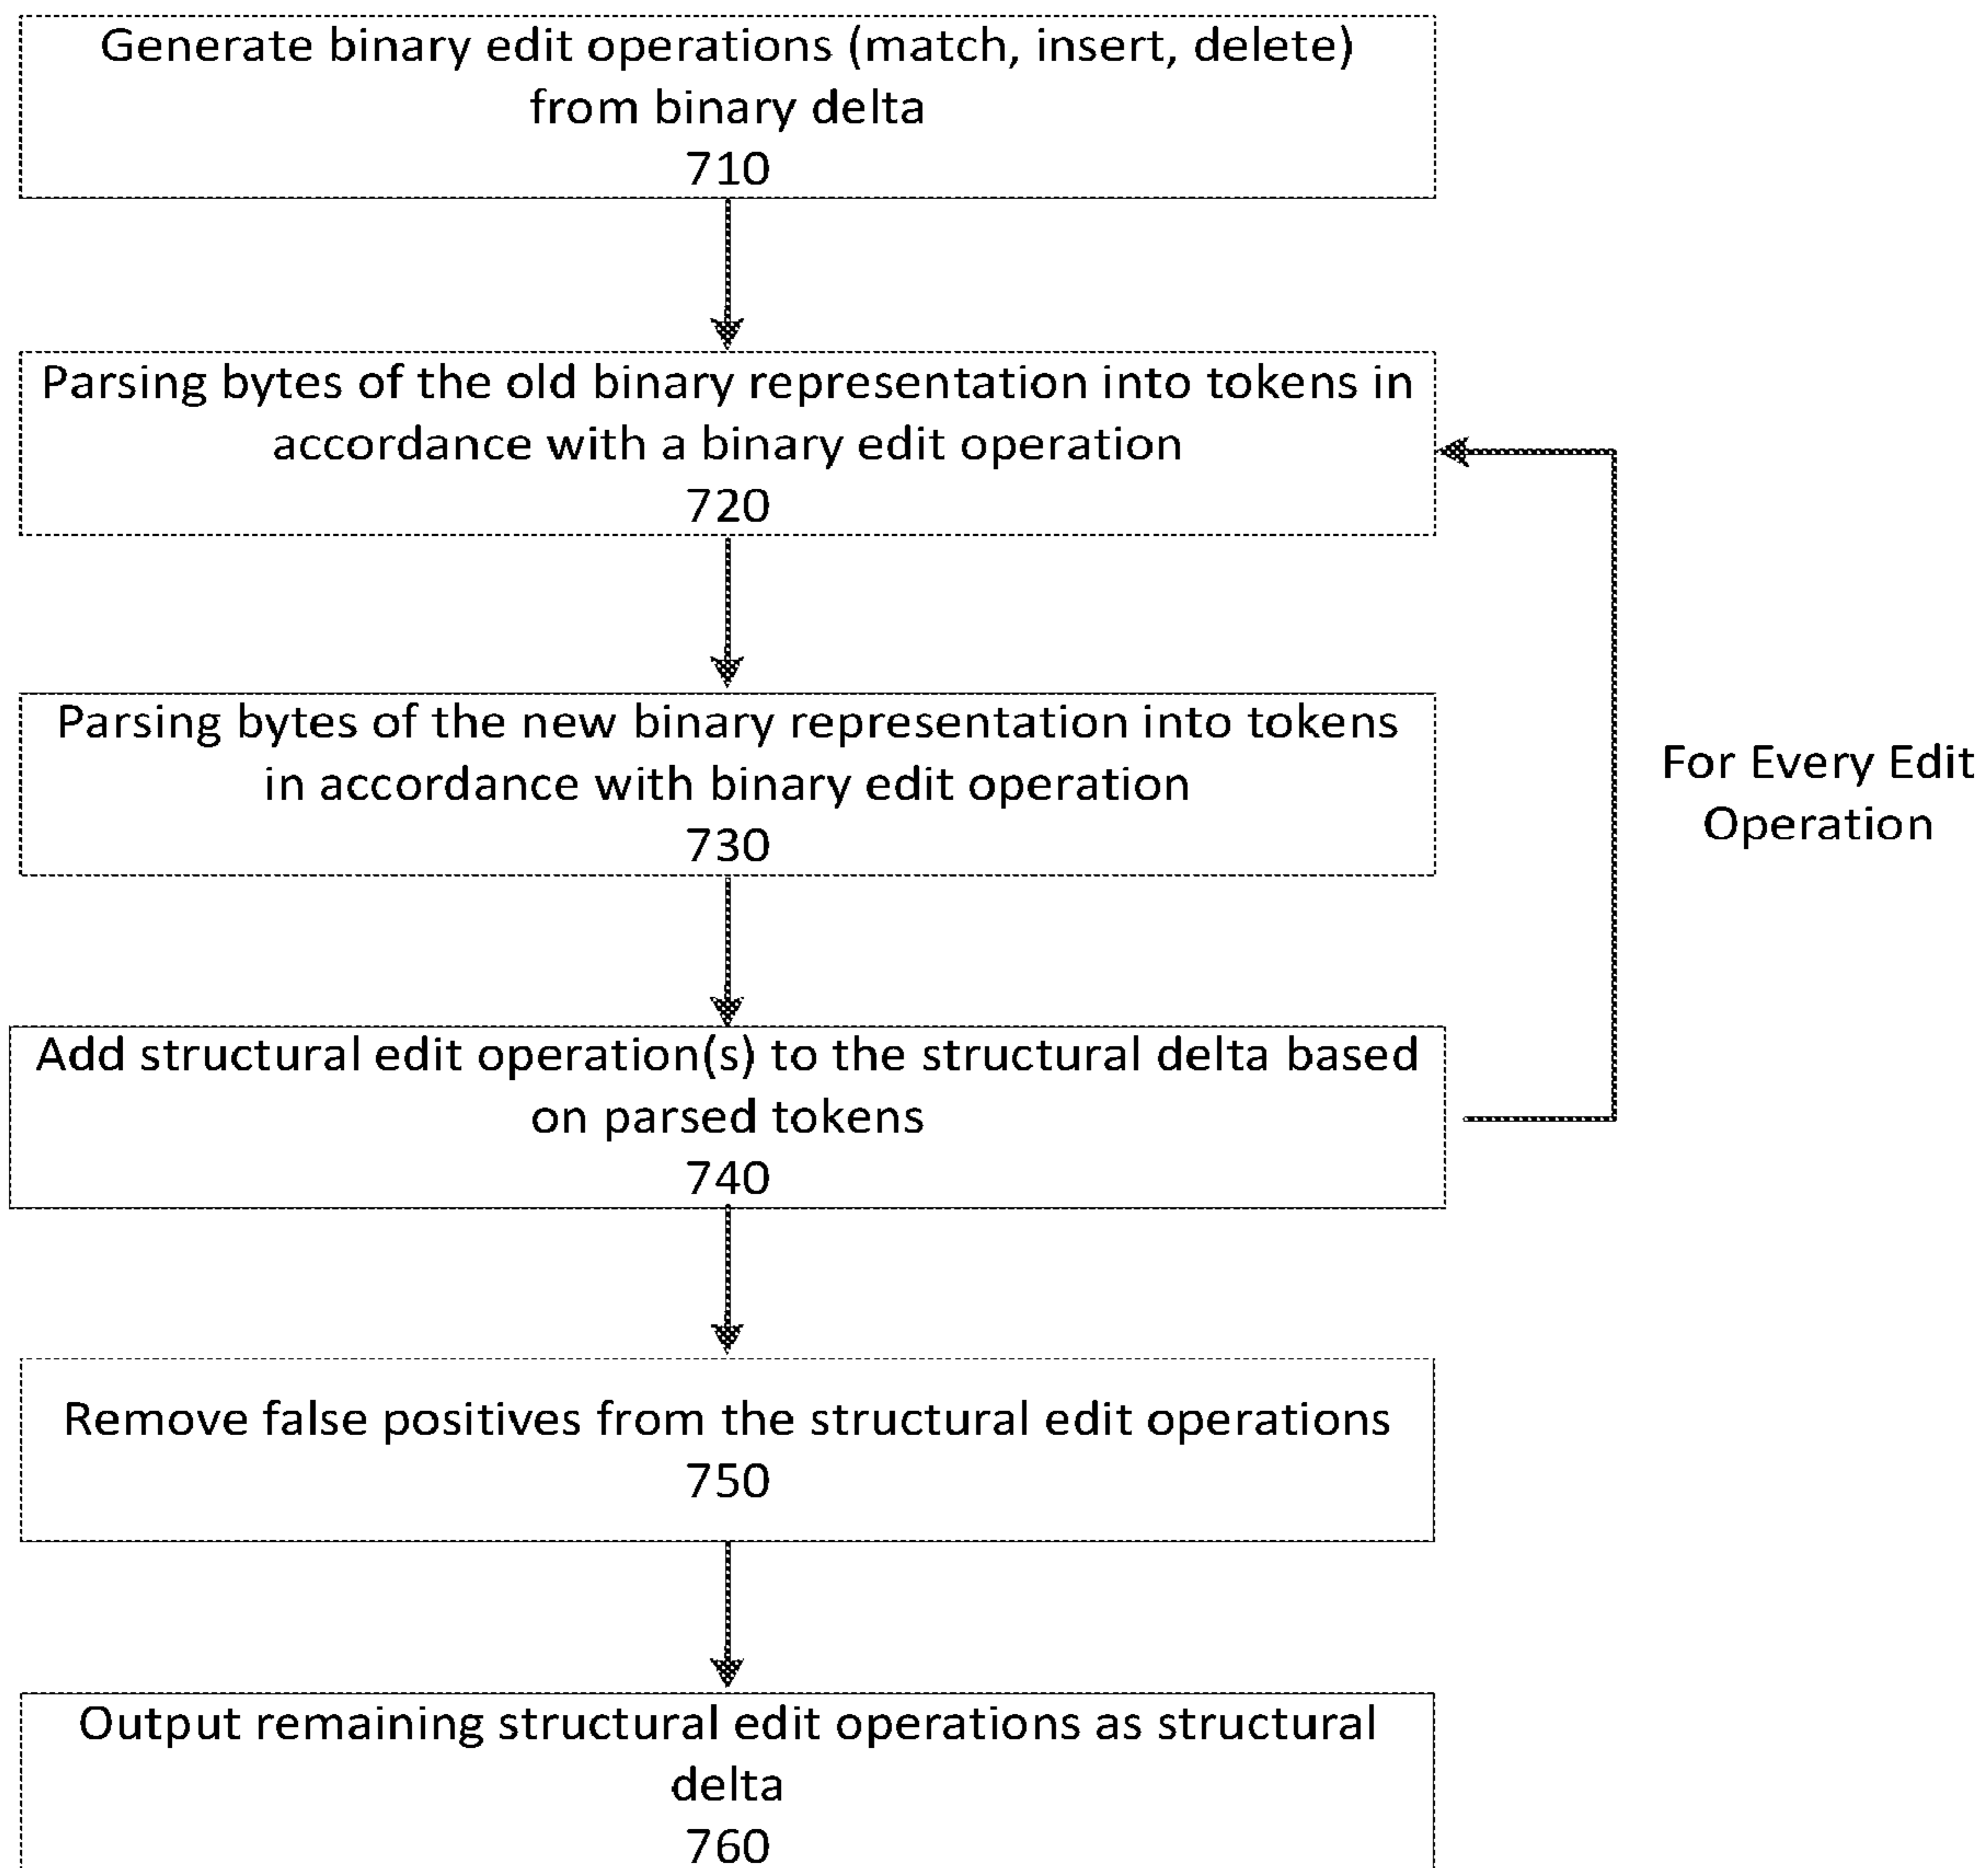 Generate binary edit operations (match, insert, delete)
from binary delta
710
Parsing bytes of the old binary representation into tokens in
accordance with a binary edit operation
720
Parsing bytes of the new binary representation into tokens
in accordance with binary edit operation
730
For Every Edit
Operation
Add structural edit operation(s) to the structural delta based
on parsed tokens
740
Remove false positives from the structural edit operations
750
Output remaining structural edit operations as structural
delta
760